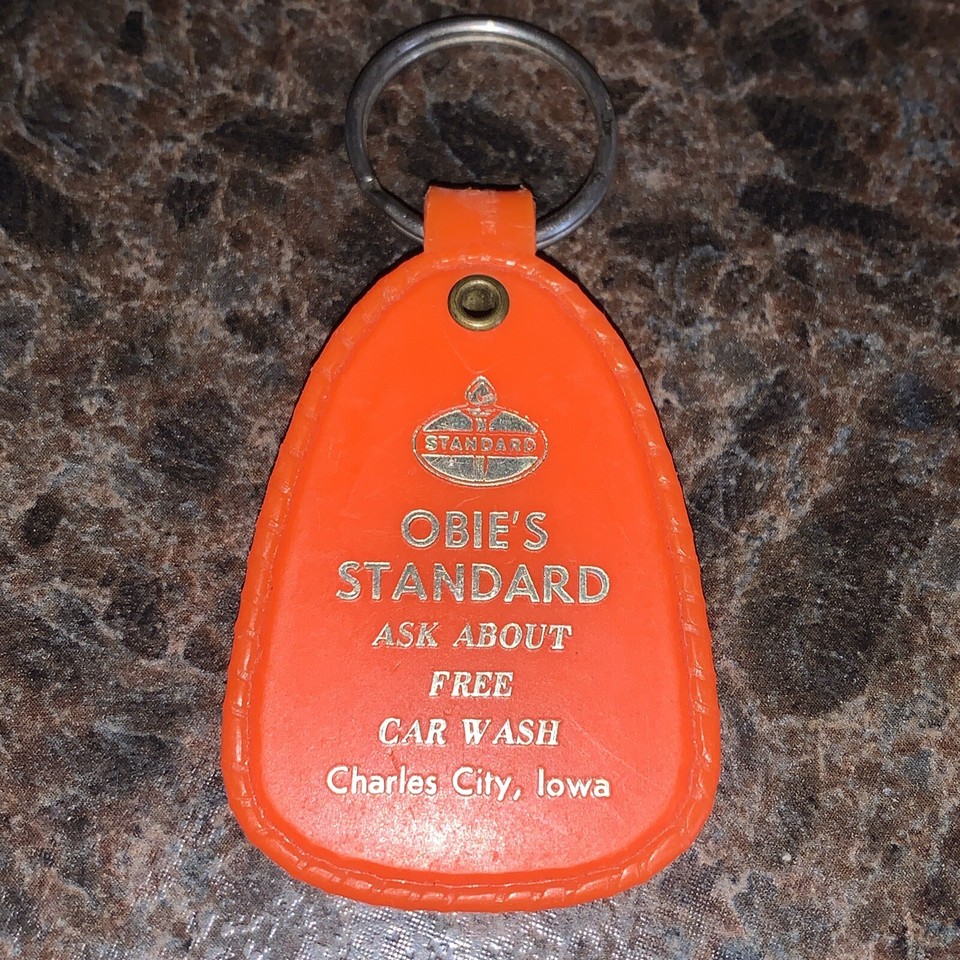 STANDARD
OBIE'S
STANDARD
ASK ABOUT
FREE
CAR WASH
Charles City, Iowa